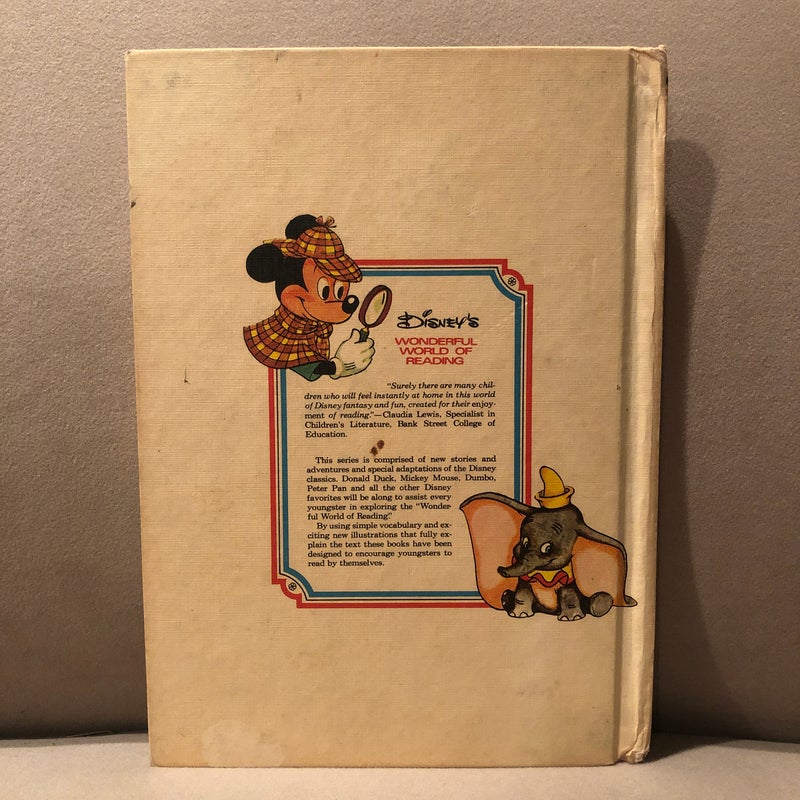 Disney's
WONDERFUL
WORLD OF
READING
"Surely there are many chil-
dren who will feel instantly at home in this world
of Disney fantasy and fun, created for their enjoy-
ment of reading."—Claudia Lewis, Specialist in
Children's Literature, Bank Street College of
Education.
This series is comprised of new stories and
adventures and special adaptations of the Disney
classics. Donald Duck, Mickey Mouse, Dumbo,
Peter Pan and all the other Disney
favorites will be along to assist every
youngster in exploring the "Wonder-
ful World of Reading."
By using simple vocabulary and ex-
citing new illustrations that fully ex-
plain the text these books have been
designed to encourage youngsters to
read by themselves.